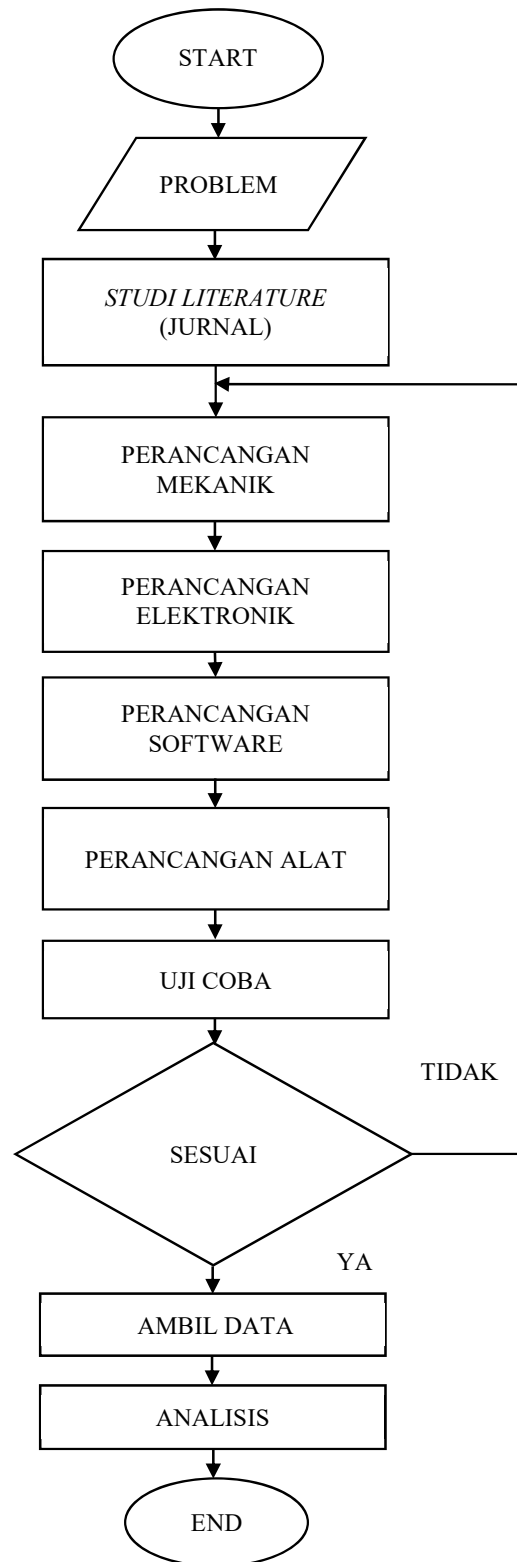 START
PROBLEM
STUDI LITERATURE
(JURNAL)
PERANCANGAN
MEKANIK
PERANCANGAN
ELEKTRONIK
PERANCANGAN
SOFTWARE
PERANCANGAN ALAT
UJI COBA
TIDAK
SESUAI
YA
AMBIL DATA
ANALISIS
END